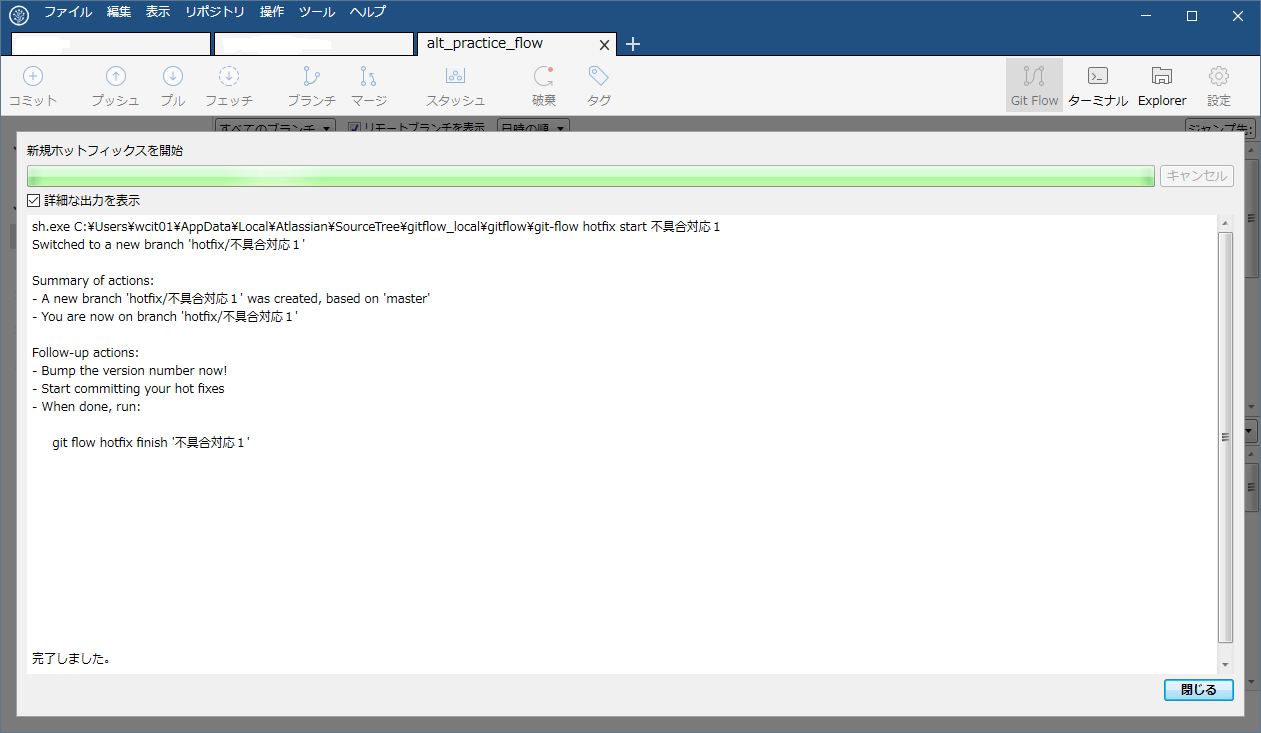 ファイル 編集 表示 リポジトリ 操作 ツール ヘルプ
alt_practice_flow
コミット プッシュ プル フェッチ ブランチ マージ スタッシュ 破棄 タグ Git Flow ターミナル Explorer 設定
すべてのブランチ リモートブランチを表示 日時の順 ジャンプ先:
新規ホットフィックスを開始
キャンセル
詳細な出力を表示
sh.exe C:¥Users¥wcit01¥AppData¥Local¥Atlassian¥SourceTree¥gitflow_local¥gitflow¥git-flow hotfix start 不具合対応１
Switched to a new branch 'hotfix/不具合対応１'
Summary of actions:
- A new branch 'hotfix/不具合対応１' was created, based on 'master'
- You are now on branch 'hotfix/不具合対応１'
Follow-up actions:
- Bump the version number now!
- Start committing your hot fixes
- When done, run:
git flow hotfix finish '不具合対応１'
完了しました。
閉じる